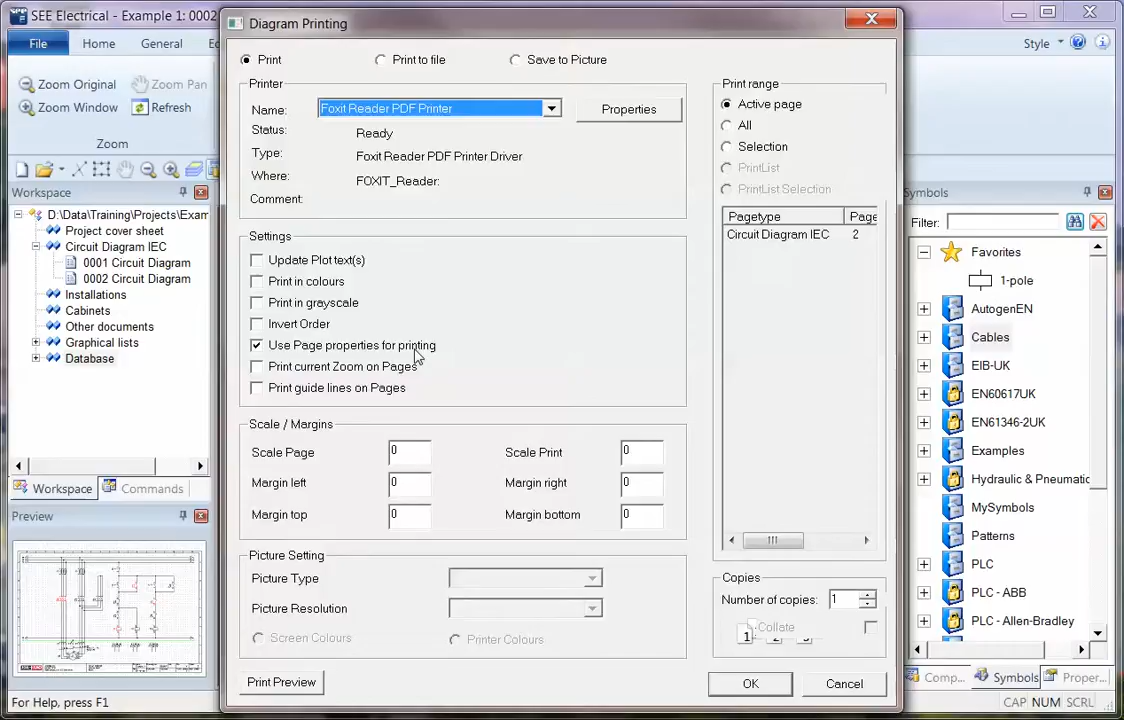 SEE Electrical - Example 1: 0002
Diagram Printing
File
Home
General
Style
Zoom Original
Zoom Pan
Zoom Window
Refresh
Zoom
Workspace
D:\Data\Training\Projects\Exam
Project cover sheet
Circuit Diagram IEC
0001 Circuit Diagram
0002 Circuit Diagram
Installations
Cabinets
Other documents
Graphical lists
Database
Workspace
Commands
Preview
For Help, press F1
Print
Print to file
Save to Picture
Printer
Name:
Foxit Reader PDF Printer
Properties
Status:
Ready
Type:
Foxit Reader PDF Printer Driver
Where:
FOXIT_Reader:
Comment:
Settings
Update Plot text(s)
Print in colours
Print in grayscale
Invert Order
Use Page properties for printing
Print current Zoom on Pages
Print guide lines on Pages
Scale / Margins
Scale Page
0
Scale Print
0
Margin left
0
Margin right
0
Margin top
0
Margin bottom
0
Picture Setting
Picture Type
Picture Resolution
Screen Colours
Printer Colours
Print Preview
Print range
Active page
All
Selection
PrintList
PrintList Selection
Pagetype
Page
Circuit Diagram IEC
2
Copies
Number of copies:
1
Collate
1
OK
Cancel
Symbols
Filter:
Favorites
1-pole
AutogenEN
Cables
EIB-UK
EN60617UK
EN61346-2UK
Examples
Hydraulic & Pneumatic
MySymbols
Patterns
PLC
PLC - ABB
PLC - Allen-Bradley
Comp...
Symbols
Proper...
CAP NUM SCRL